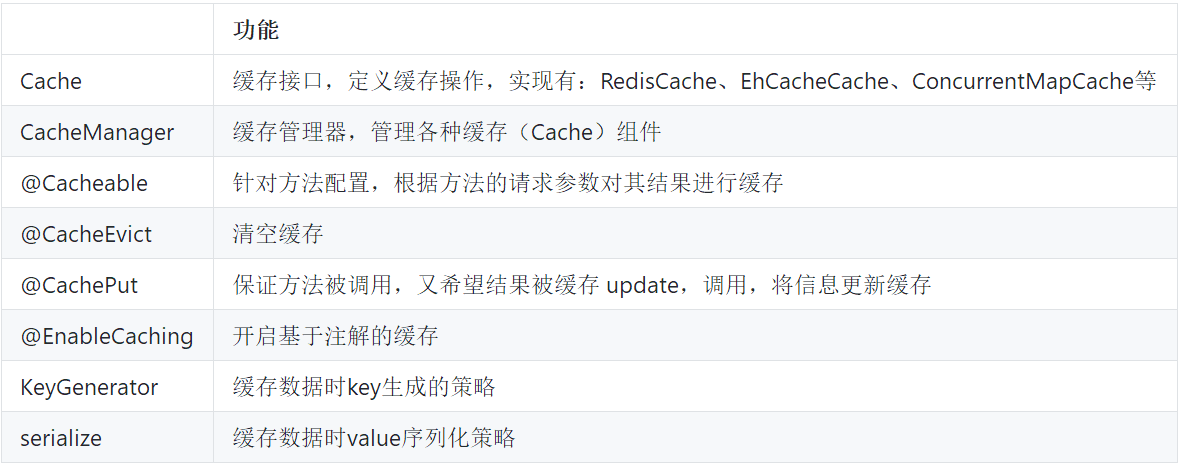 功能
Cache 缓存接口，定义缓存操作，实现有：RedisCache、EhCacheCache、ConcurrentMapCache等
CacheManager 缓存管理器，管理各种缓存（Cache）组件
@Cacheable 针对方法配置，根据方法的请求参数对其结果进行缓存
@CacheEvict 清空缓存
@CachePut 保证方法被调用，又希望结果被缓存 update，调用，将信息更新缓存
@EnableCaching 开启基于注解的缓存
KeyGenerator 缓存数据时key生成的策略
serialize 缓存数据时value序列化策略